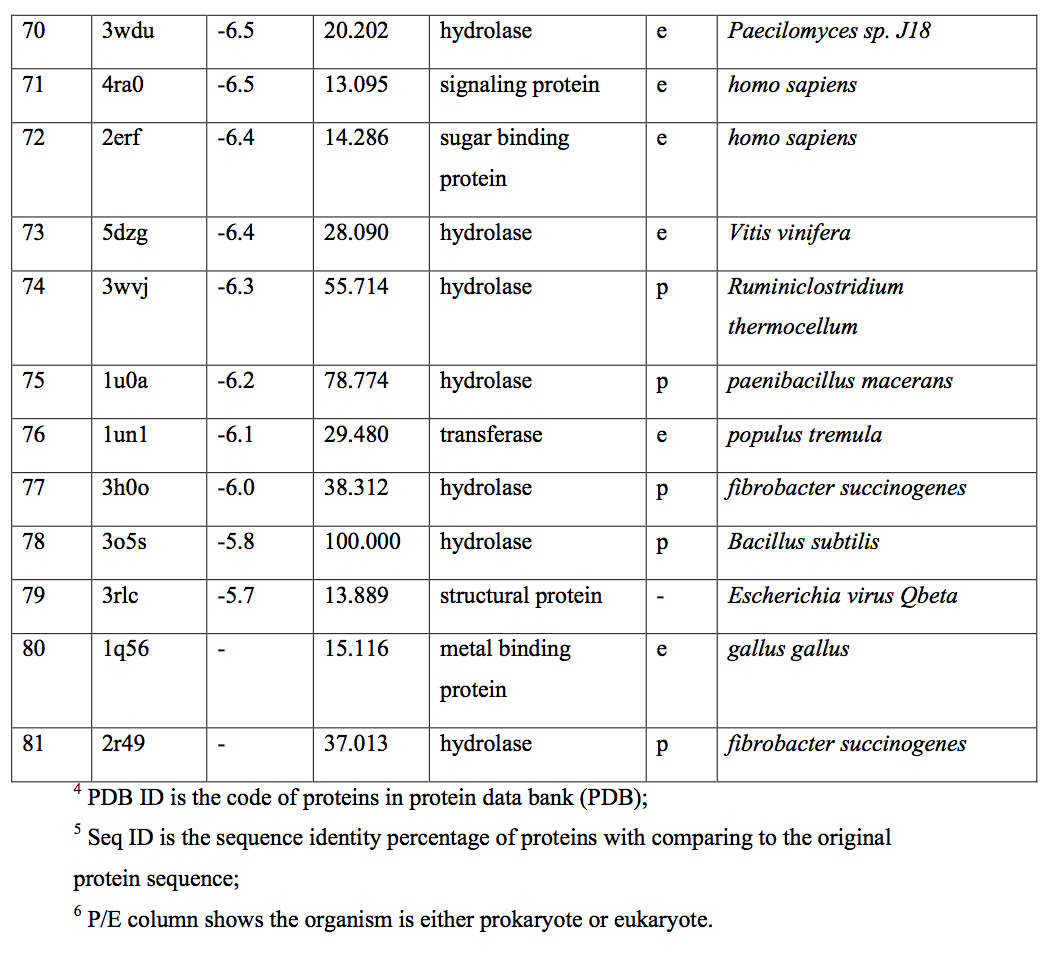 70 3wdu -6.5 20.202 hydrolase e Paecilomyces sp. J18
71 4ra0 -6.5 13.095 signaling protein e homo sapiens
72 2erf -6.4 14.286 sugar binding e homo sapiens
protein
73 5dzg -6.4 28.090 hydrolase e Vitis vinifera
74 3wvj -6.3 55.714 hydrolase p Ruminiclostridium
thermocellum
75 1u0a -6.2 78.774 hydrolase p paenibacillus macerans
76 1un1 -6.1 29.480 transferase e populus tremula
77 3h0o -6.0 38.312 hydrolase p fibrobacter succinogenes
78 3o5s -5.8 100.000 hydrolase p Bacillus subtilis
79 3rlc -5.7 13.889 structural protein - Escherichia virus Qbeta
80 1q56 - 15.116 metal binding e gallus gallus
protein
81 2r49 - 37.013 hydrolase p fibrobacter succinogenes
4 PDB ID is the code of proteins in protein data bank (PDB);
5 Seq ID is the sequence identity percentage of proteins with comparing to the original
protein sequence;
6 P/E column shows the organism is either prokaryote or eukaryote.